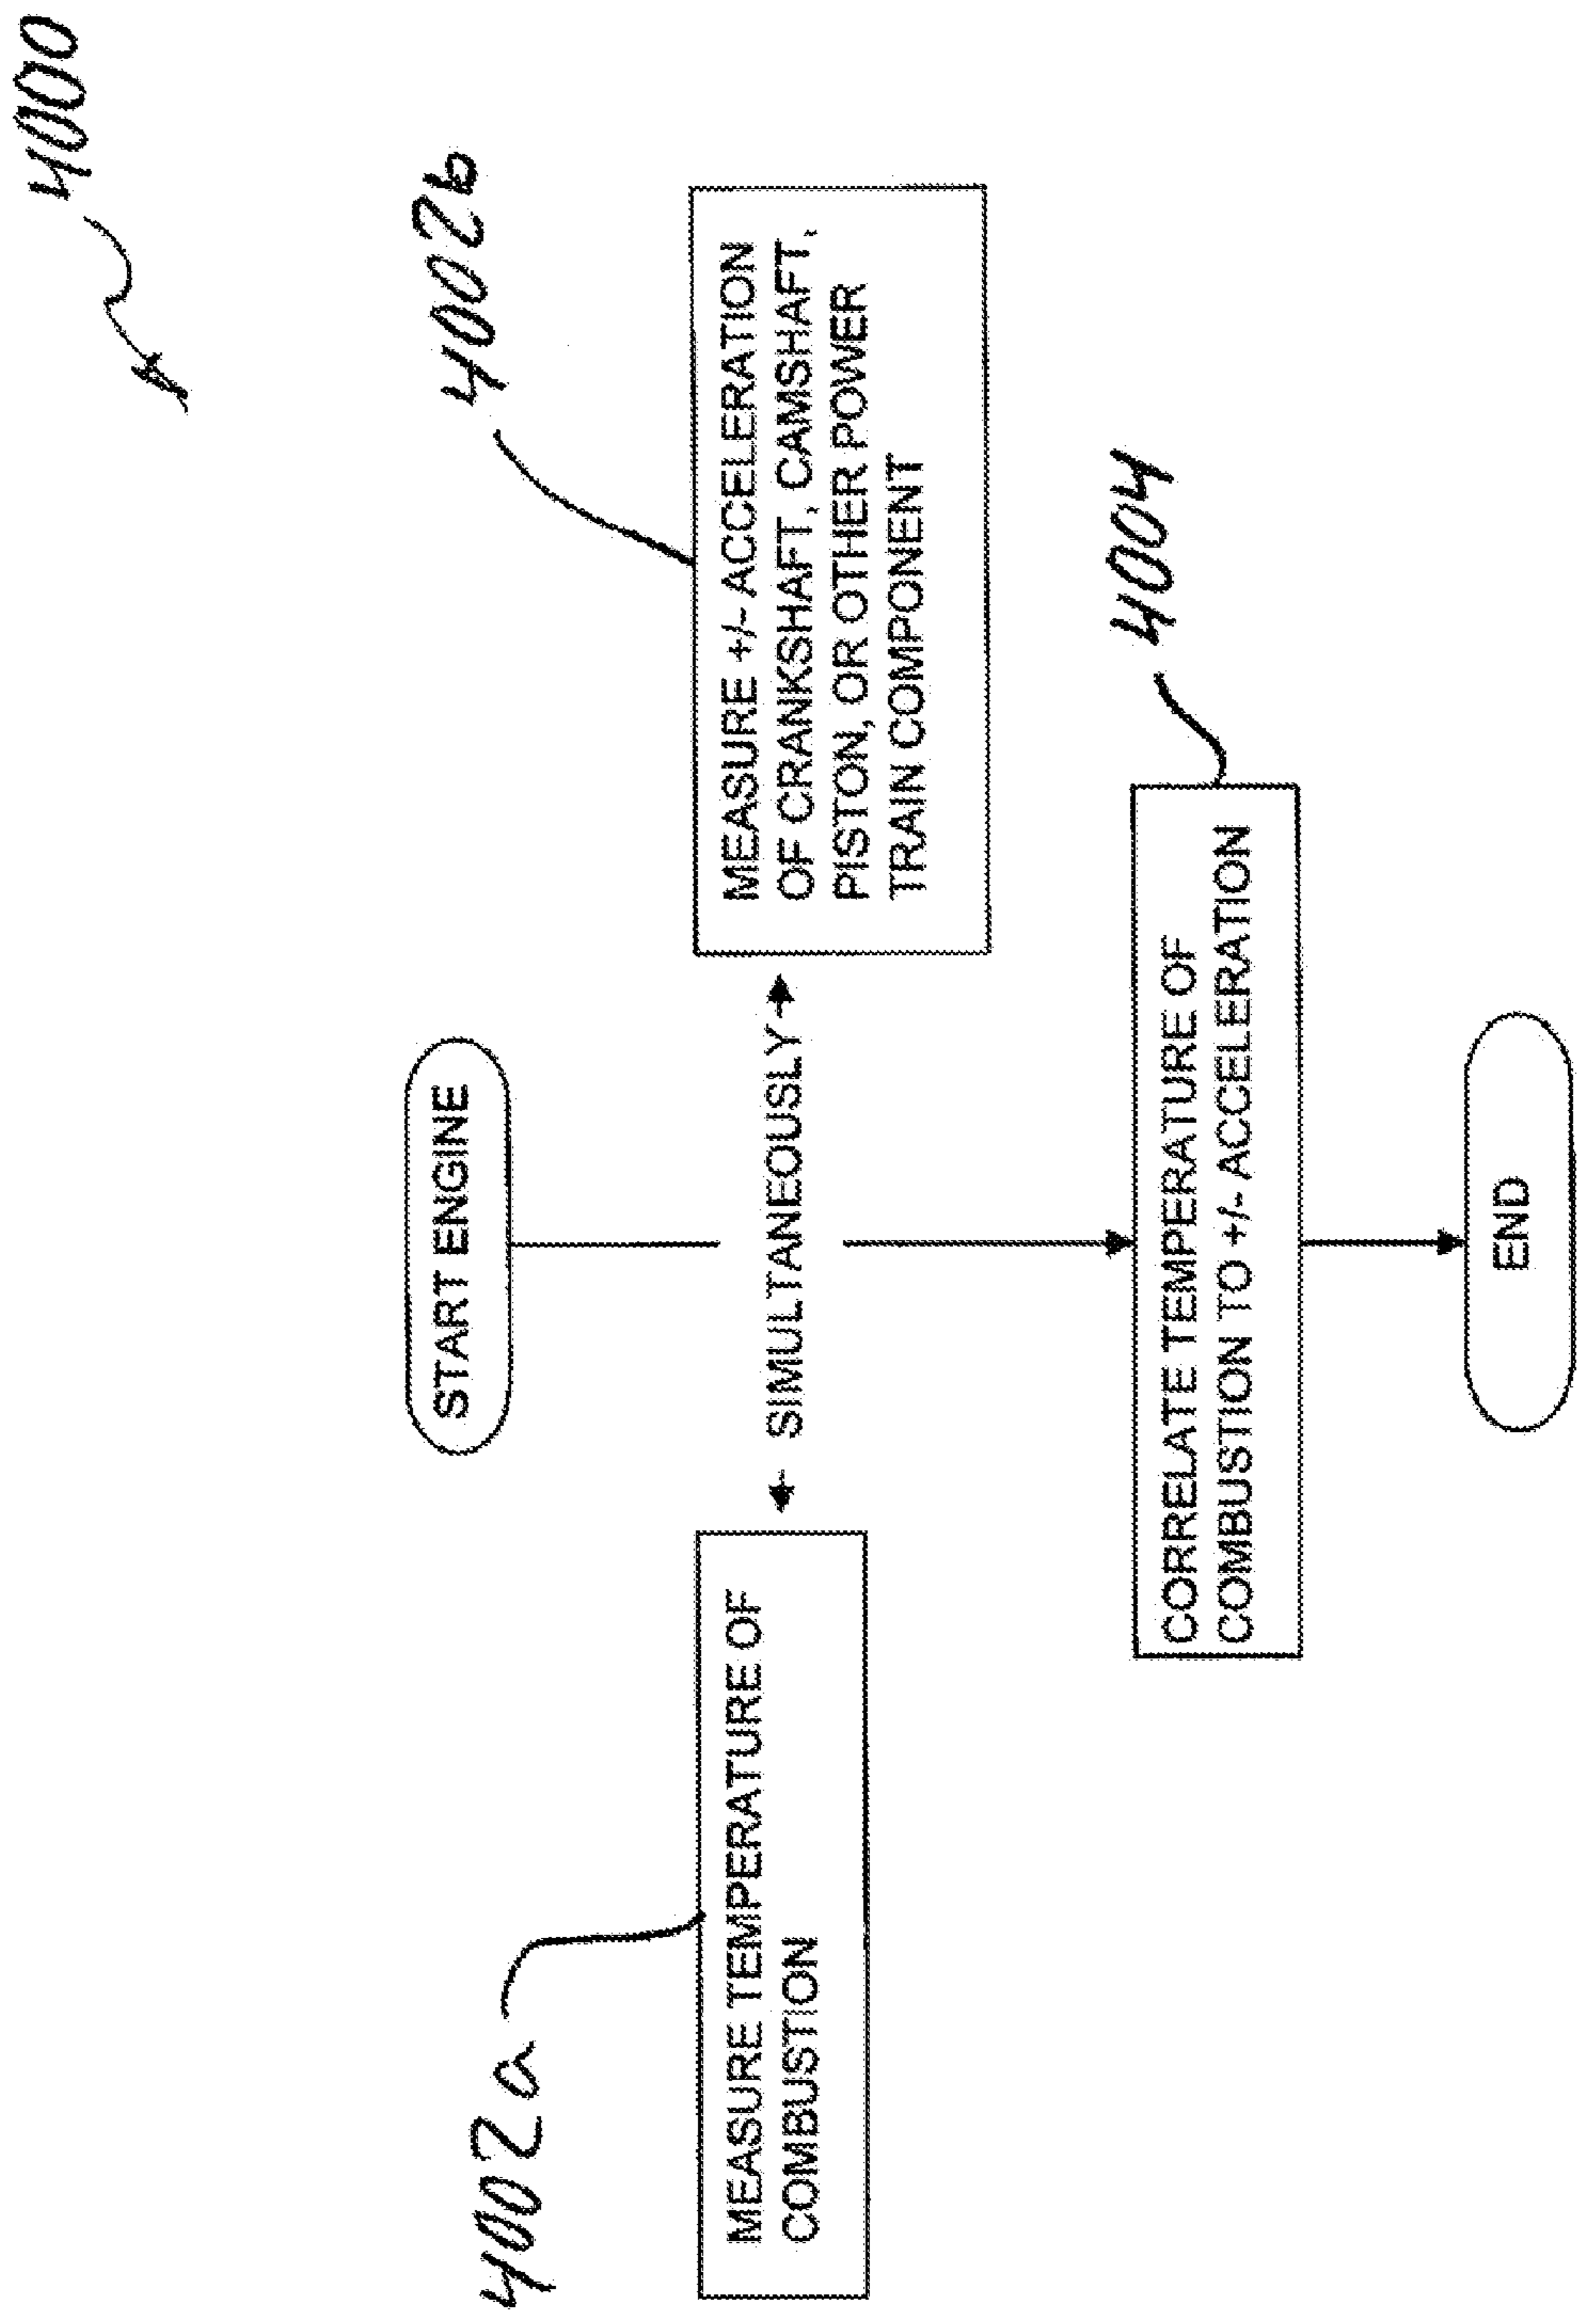 4000
START ENGINE
4002a
MEASURE TEMPERATURE OF
COMBUSTION
SIMULTANEOUSLY
4002b
MEASURE +/- ACCELERATION
OF CRANKSHAFT, CAMSHAFT,
PISTON, OR OTHER POWER
TRAIN COMPONENT
4004
CORRELATE TEMPERATURE OF
COMBUSTION TO +/- ACCELERATION
END